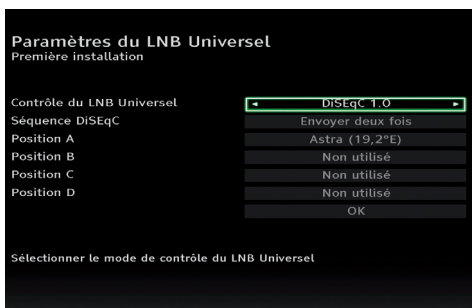 Paramètres du LNB Universel
Première installation
Contrôle du LNB Universel DiSEqC 1.0
Séquence DiSEqC Envoyer deux fois
Position A Astra (19,2°E)
Position B Non utilisé
Position C Non utilisé
Position D Non utilisé
OK
Sélectionner le mode de contrôle du LNB Universel